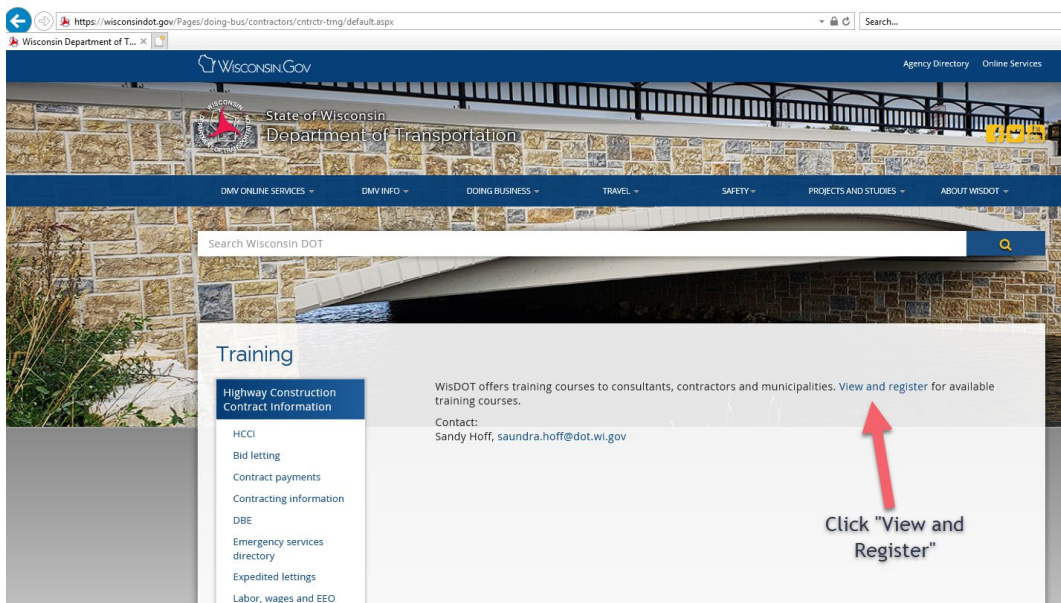 https://wisconsindot.gov/Pages/doing-bus/contractors/cntrctr-trng/default.aspx
Search...
Wisconsin Department of T...
WISCONSIN.GOV
Agency Directory Online Services
State of Wisconsin
Department of Transportation
DMV ONLINE SERVICES DMV INFO DOING BUSINESS TRAVEL SAFETY PROJECTS AND STUDIES ABOUT WISDOT
Search Wisconsin DOT
Training
Highway Construction
Contract Information
HCCI
Bid letting
Contract payments
Contracting information
DBE
Emergency services
directory
Expedited lettings
Labor, wages and EEO
WisDOT offers training courses to consultants, contractors and municipalities. View and register for available
training courses.
Contact:
Sandy Hoff, saundra.hoff@dot.wi.gov
Click "View and
Register"